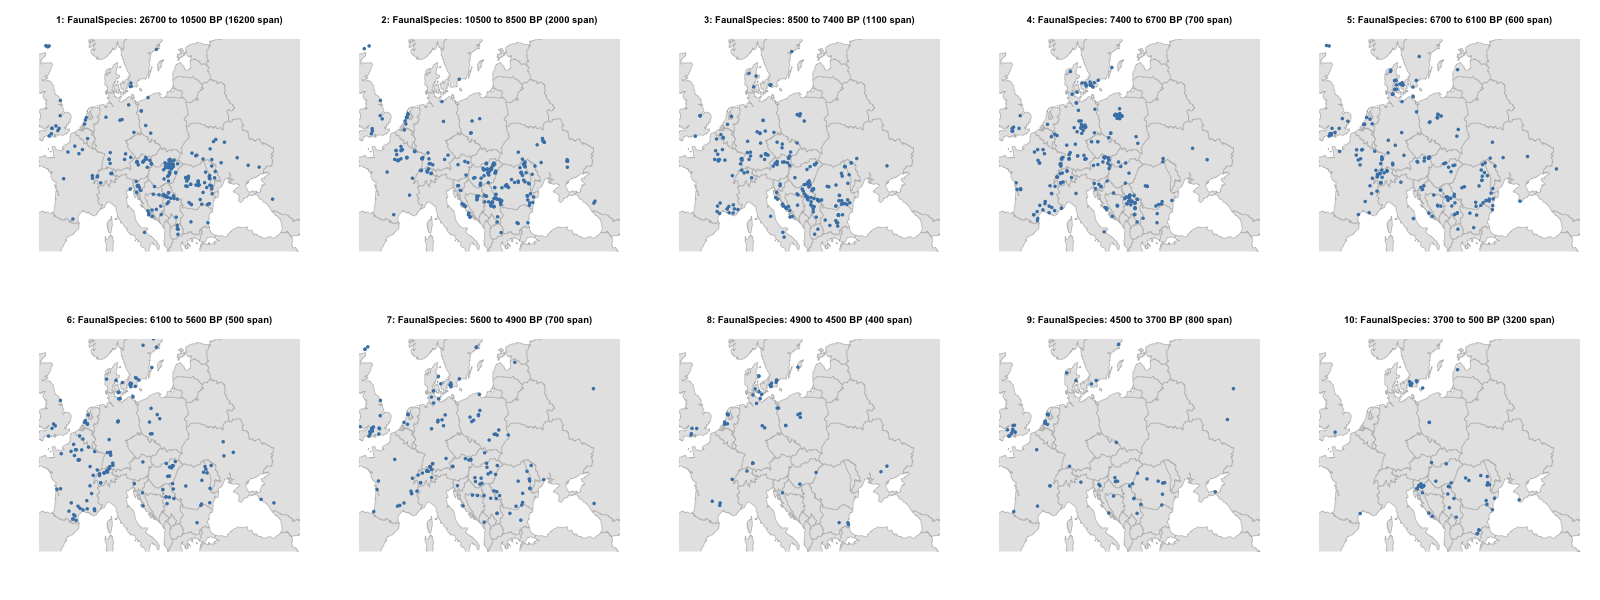 1: FaunalSpecies: 26700 to 10500 BP (16200 span)
2: FaunalSpecies: 10500 to 8500 BP (2000 span)
3: FaunalSpecies: 8500 to 7400 BP (1100 span)
4: FaunalSpecies: 7400 to 6700 BP (700 span)
5: FaunalSpecies: 6700 to 6100 BP (600 span)
6: FaunalSpecies: 6100 to 5600 BP (500 span)
7: FaunalSpecies: 5600 to 4900 BP (700 span)
8: FaunalSpecies: 4900 to 4500 BP (400 span)
9: FaunalSpecies: 4500 to 3700 BP (800 span)
10: FaunalSpecies: 3700 to 500 BP (3200 span)